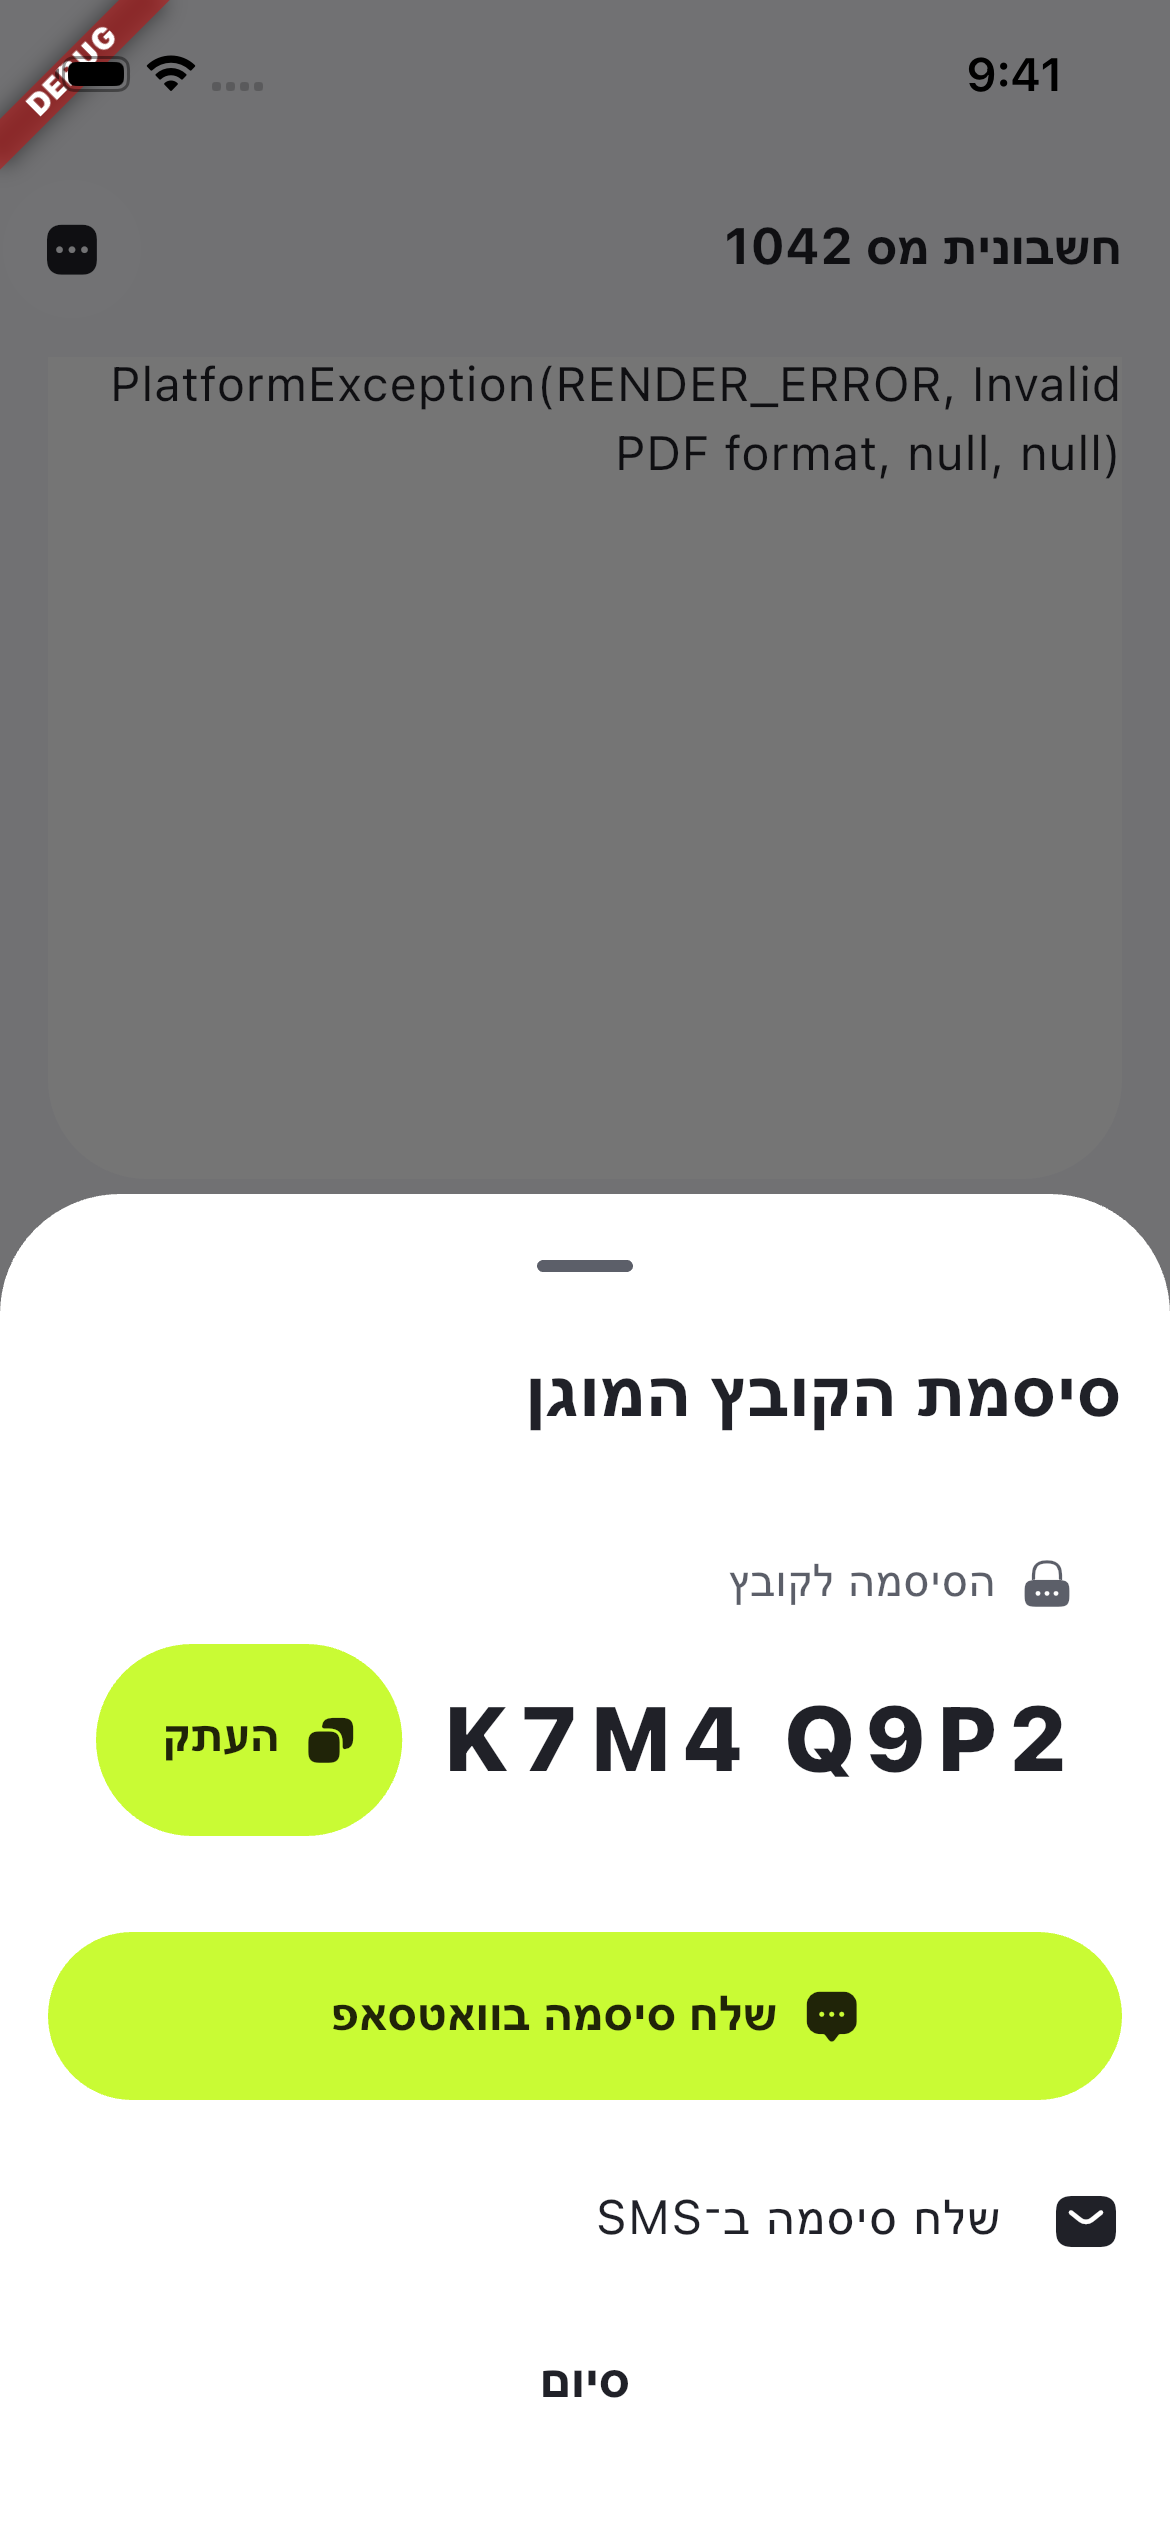 DEBUG
9:41
חשבונית מס 1042
PlatformException(RENDER_ERROR, Invalid
PDF format, null, null)
סיסמת הקובץ המוגן
הסיסמה לקובץ
K7M4 Q9P2
העתק
שלח סיסמה בוואטסאפ
שלח סיסמה ב־SMS
סיום